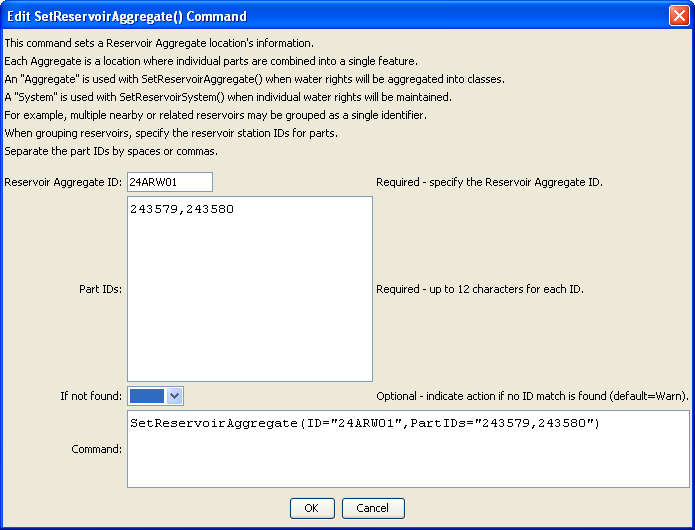 Edit SetReservoirAggregate() Command
This command sets a Reservoir Aggregate location's information.
Each Aggregate is a location where individual parts are combined into a single feature.
An "Aggregate" is used with SetReservoirAggregate() when water rights will be aggregated into classes.
A "System" is used with SetReservoirSystem() when individual water rights will be maintained.
For example, multiple nearby or related reservoirs may be grouped as a single identifier.
When grouping reservoirs, specify the reservoir station IDs for parts.
Separate the part IDs by spaces or commas.
Reservoir Aggregate ID: 24ARW01 Required - specify the Reservoir Aggregate ID.
243579,243580
Part IDs: Required - up to 12 characters for each ID.
If not found: Optional - indicate action if no ID match is found (default=Warn).
SetReservoirAggregate(ID="24ARW01",PartIDs="243579,243580")
Command:
OK Cancel